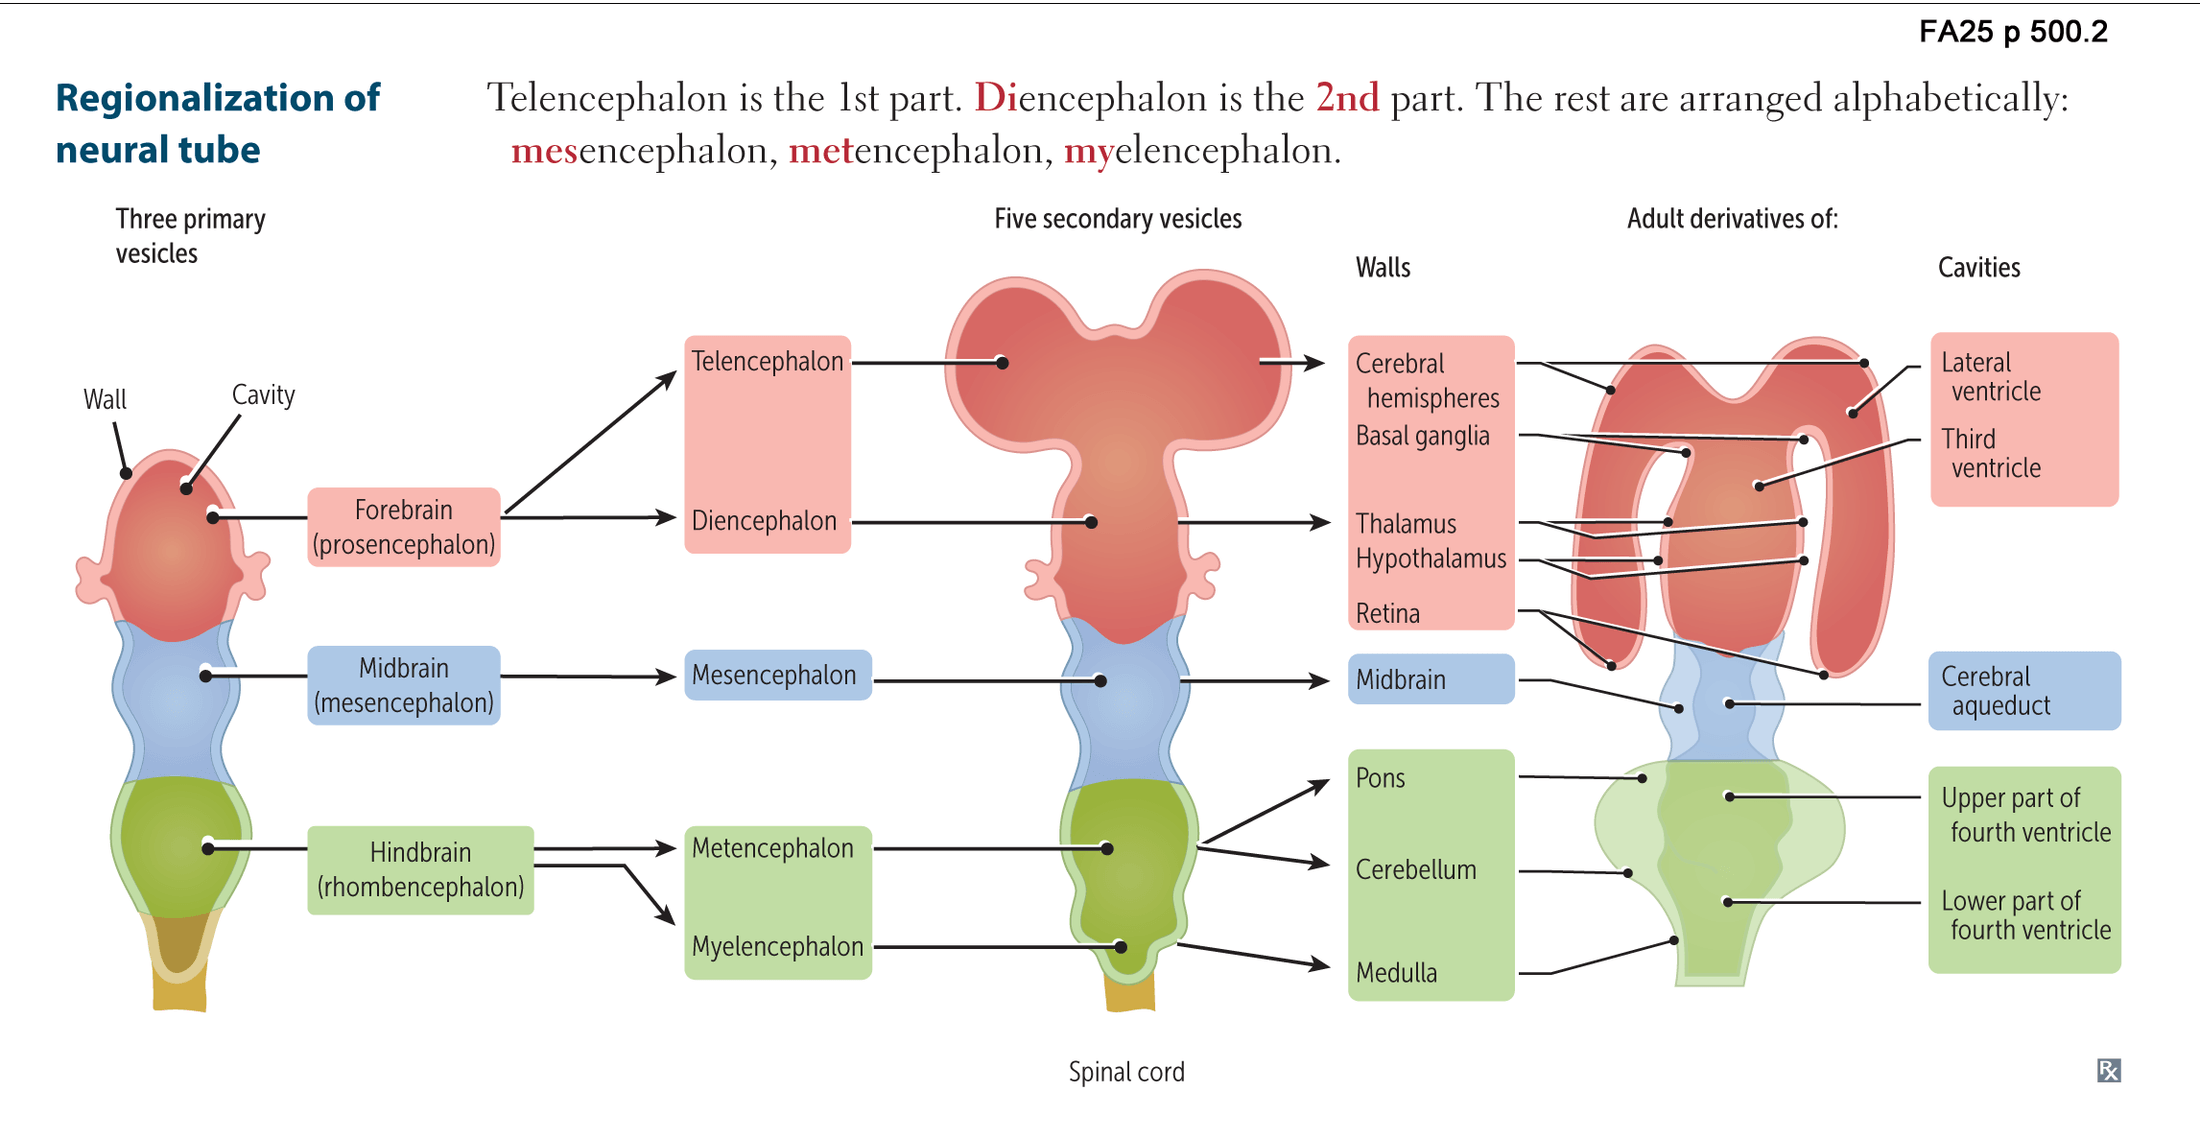 FA25 p 500.2
Regionalization of
neural tube
Telencephalon is the 1st part. Diencephalon is the 2nd part. The rest are arranged alphabetically:
mesencephalon, metencephalon, myelencephalon.
Three primary
vesicles
Five secondary vesicles
Adult derivatives of:
Walls
Cavities
Wall
Cavity
Forebrain
(prosencephalon)
Midbrain
(mesencephalon)
Hindbrain
(rhombencephalon)
Telencephalon
Diencephalon
Mesencephalon
Metencephalon
Myelencephalon
Cerebral
hemispheres
Basal ganglia
Thalamus
Hypothalamus
Retina
Midbrain
Pons
Cerebellum
Medulla
Lateral
ventricle
Third
ventricle
Cerebral
aqueduct
Upper part of
fourth ventricle
Lower part of
fourth ventricle
Spinal cord
Rx